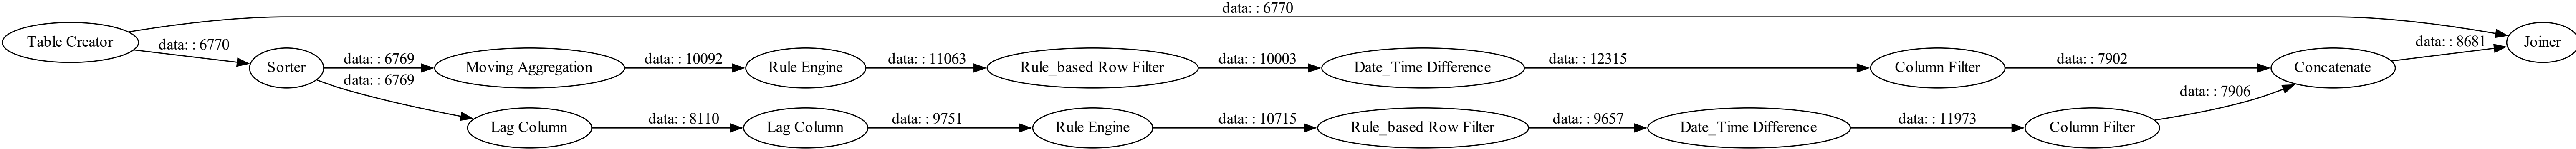 data: : 6770
Table Creator
data: : 6770
Sorter
data: : 6769
Moving Aggregation
data: : 10092
Rule Engine
data: : 11063
Rule_based Row Filter
data: : 10003
Date_Time Difference
data: : 12315
Column Filter
data: : 7902
Concatenate
data: : 8681
Joiner
data: : 6769
Lag Column
data: : 8110
Lag Column
data: : 9751
Rule Engine
data: : 10715
Rule_based Row Filter
data: : 9657
Date_Time Difference
data: : 11973
Column Filter
data: : 7906